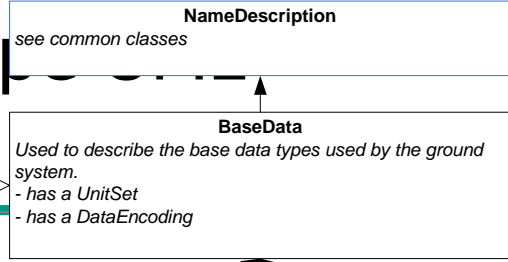 NameDescription
see common classes
BaseData
Used to describe the base data types used by the ground
system.
- has a UnitSet
- has a DataEncoding